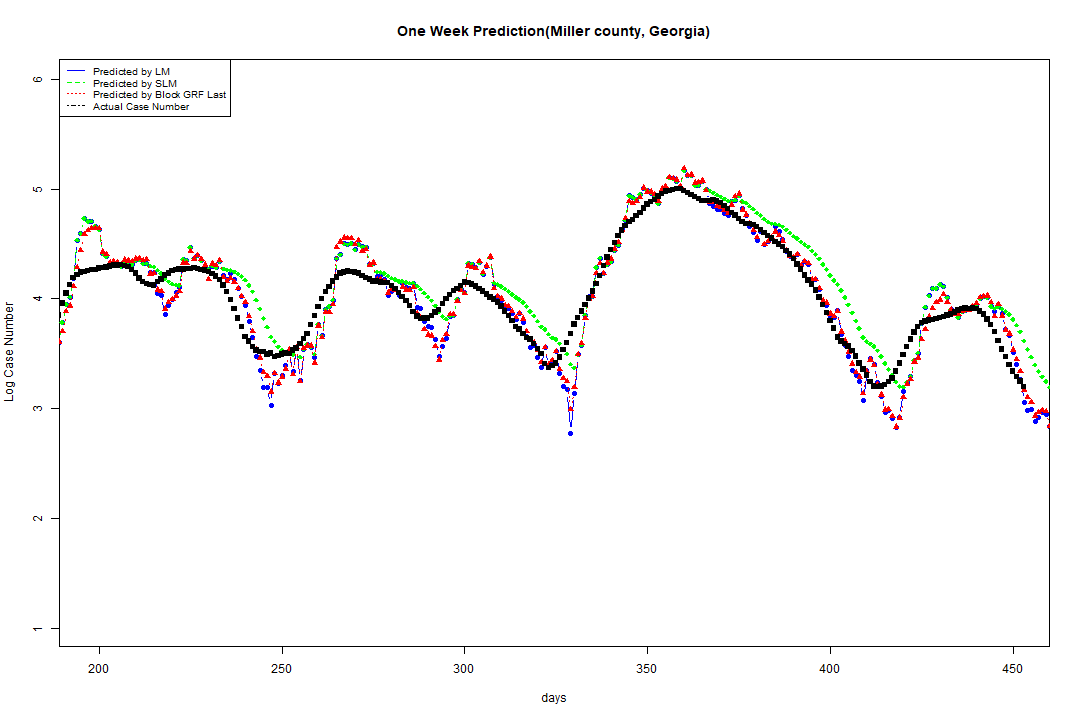 One Week Prediction(Miller county, Georgia)
Predicted by LM
Predicted by SLM
Predicted by Block GRF Last
Actual Case Number
6
5
4
3
2
1
Log Case Number
200 250 300 350 400 450
days